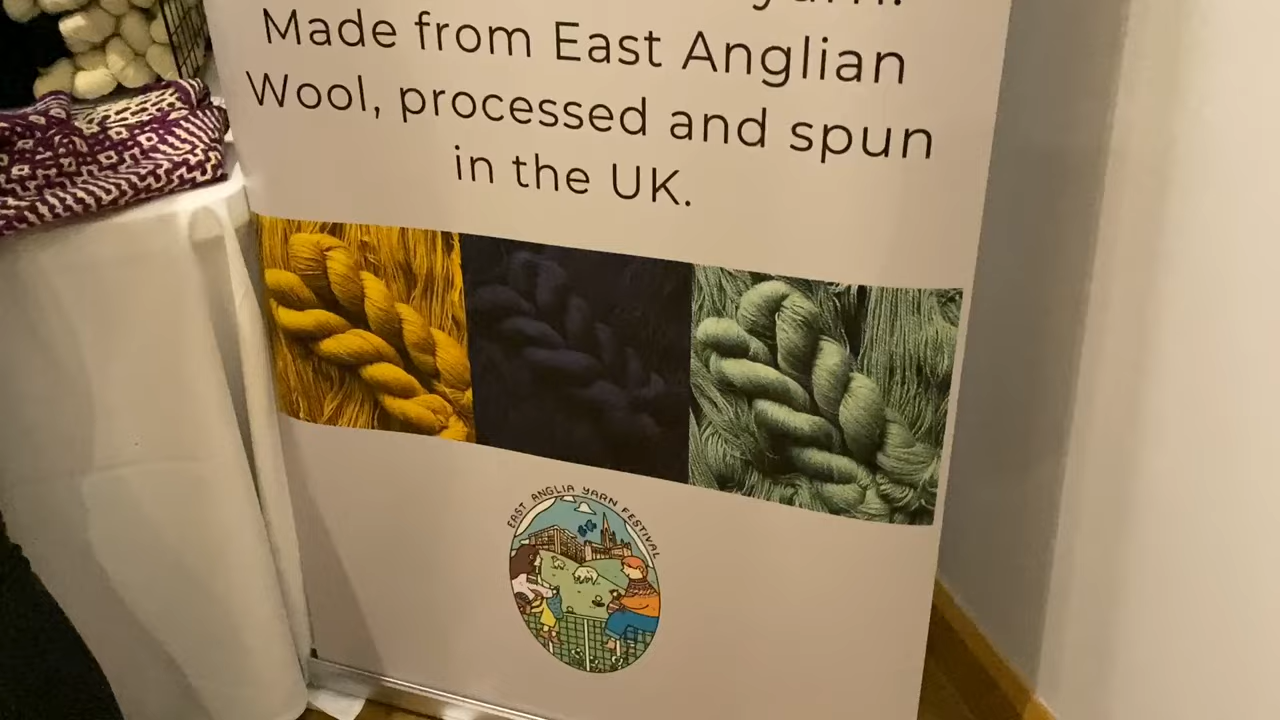 Made from East Anglian
Wool, processed and spun
in the UK.
EAST ANGLIA YARN FESTIVAL